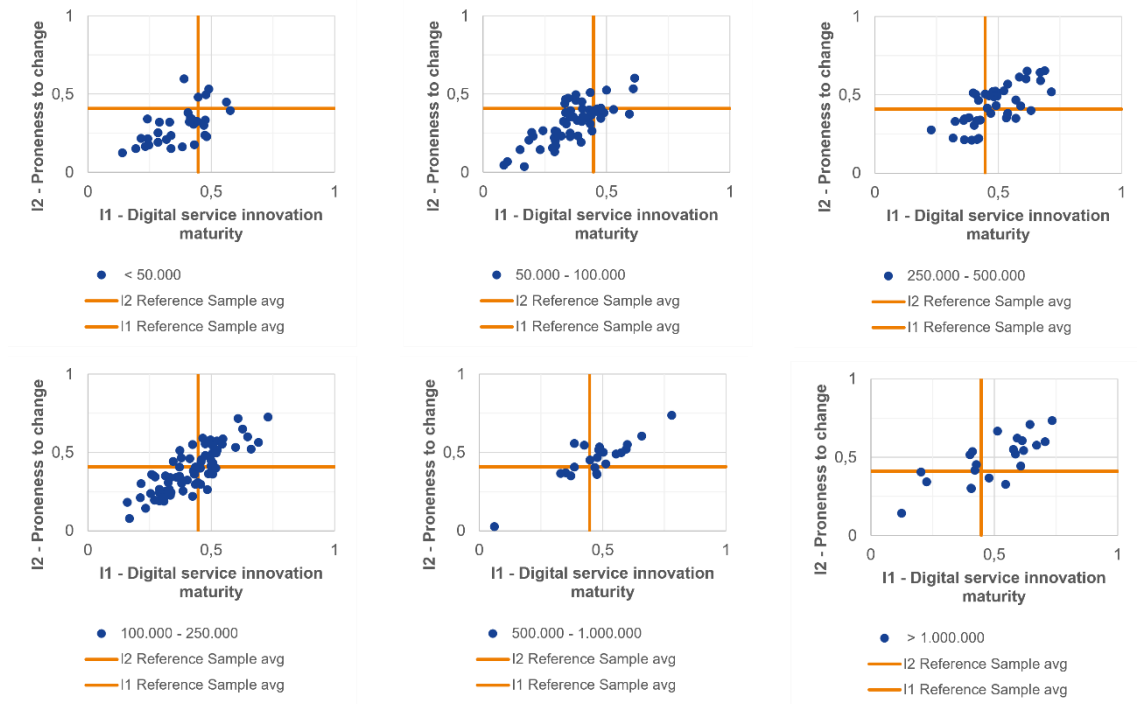 1
0,5
0
0
0,5
1
I2 - Proneness to change
I1 - Digital service innovation
maturity
< 50.000
I2 Reference Sample avg
I1 Reference Sample avg
1
0,5
0
0
0,5
1
I2 - Proneness to change
I1 - Digital service innovation
maturity
50.000 - 100.000
I2 Reference Sample avg
I1 Reference Sample avg
1
0,5
0
0
0,5
1
I2 - Proneness to change
I1 - Digital service innovation
maturity
250.000 - 500.000
I2 Reference Sample avg
I1 Reference Sample avg
1
0,5
0
0
0,5
1
I2 - Proneness to change
I1 - Digital service innovation
maturity
100.000 - 250.000
I2 Reference Sample avg
I1 Reference Sample avg
1
0,5
0
0
0,5
1
I2 - Proneness to change
I1 - Digital service innovation
maturity
500.000 - 1.000.000
I2 Reference Sample avg
I1 Reference Sample avg
1
0,5
0
0
0,5
1
I2 - Proneness to change
I1 - Digital service innovation
maturity
> 1.000.000
I2 Reference Sample avg
I1 Reference Sample avg